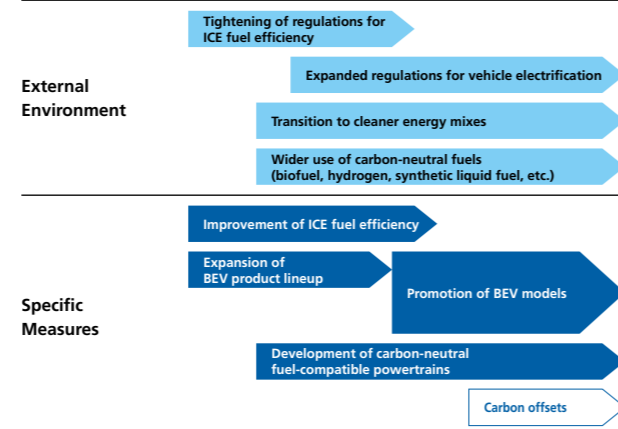 External
Environment
Tightening of regulations for
ICE fuel efficiency
Expanded regulations for vehicle electrification
Transition to cleaner energy mixes
Wider use of carbon-neutral fuels
(biofuel, hydrogen, synthetic liquid fuel, etc.)
Specific
Measures
Improvement of ICE fuel efficiency
Expansion of
BEV product lineup
Promotion of BEV models
Development of carbon-neutral
fuel-compatible powertrains
Carbon offsets